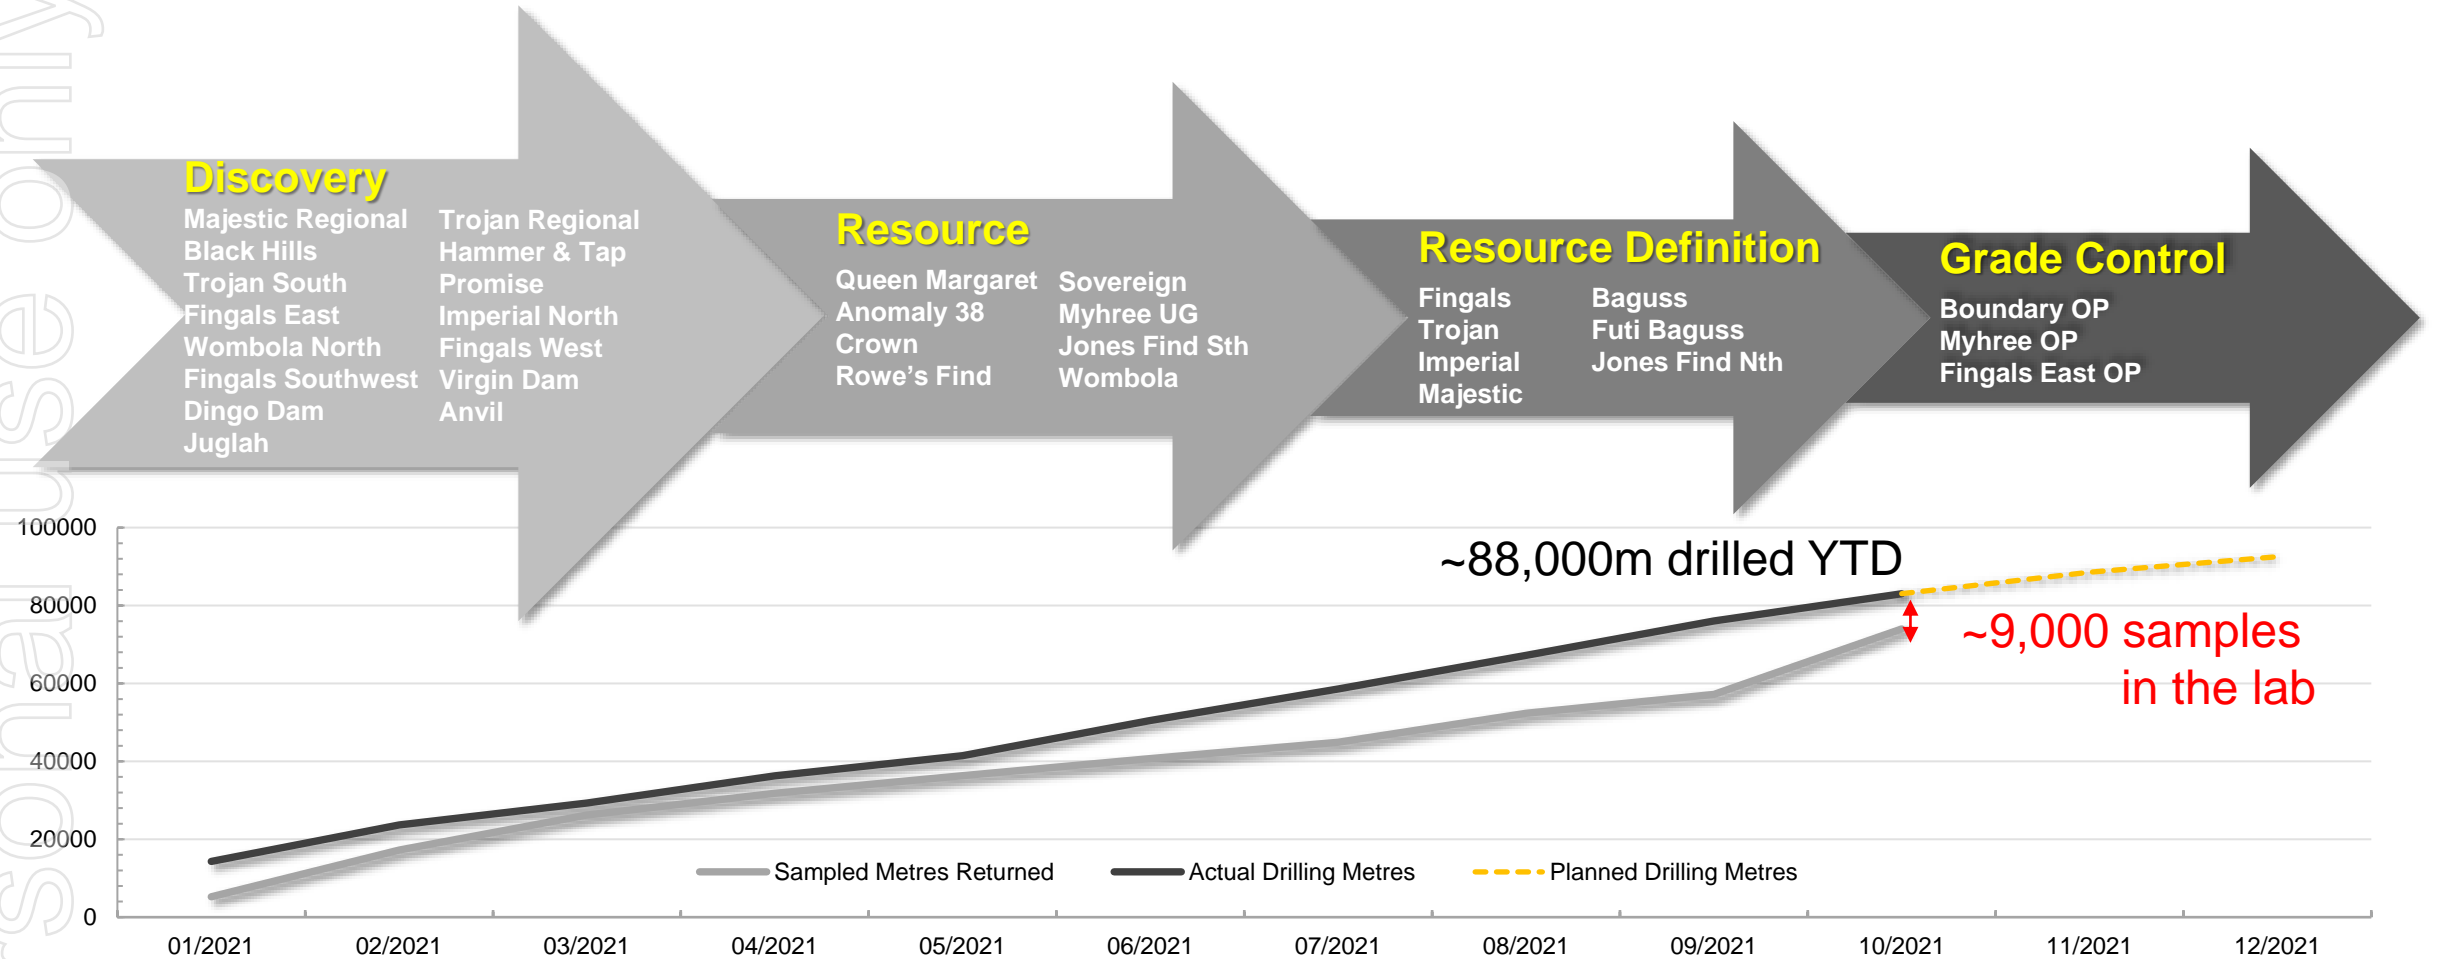 Discovery
Majestic Regional
Black Hills
Trojan South
Fingals East
Wombola North
Fingals Southwest
Dingo Dam
Juglah
Trojan Regional
Hammer & Tap
Promise
Imperial North
Fingals West
Virgin Dam
Anvil
Resource
Queen Margaret
Anomaly 38
Crown
Rowe's Find
Sovereign
Myhree UG
Jones Find Sth
Wombola
Resource Definition
Fingals
Trojan
Imperial
Majestic
Baguss
Futi Baguss
Jones Find Nth
Grade Control
Boundary OP
Myhree OP
Fingals East OP
100000
80000
60000
40000
20000
0
~88,000m drilled YTD
~9,000 samples
in the lab
Sampled Metres Returned
Actual Drilling Metres
Planned Drilling Metres
01/2021
02/2021
03/2021
04/2021
05/2021
06/2021
07/2021
08/2021
09/2021
10/2021
11/2021
12/2021
sonal use only